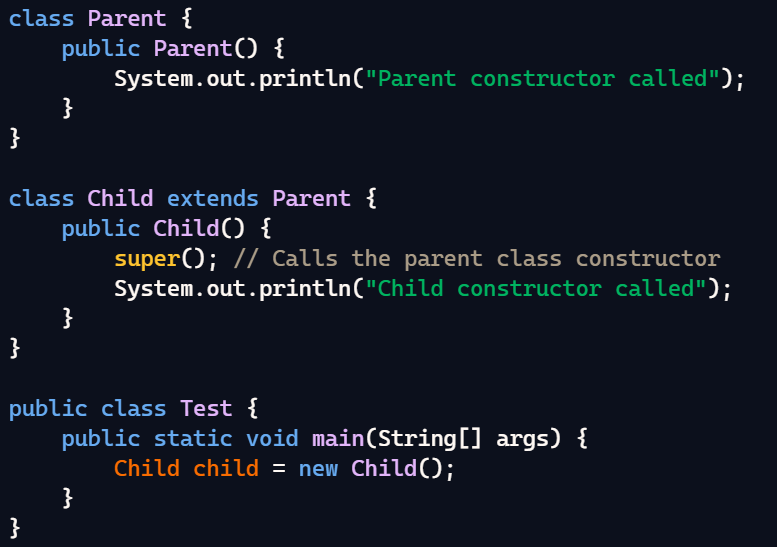 class Parent {
    public Parent() {
        System.out.println("Parent constructor called");
    }
}

class Child extends Parent {
    public Child() {
        super(); // Calls the parent class constructor
        System.out.println("Child constructor called");
    }
}

public class Test {
    public static void main(String[] args) {
        Child child = new Child();
    }
}